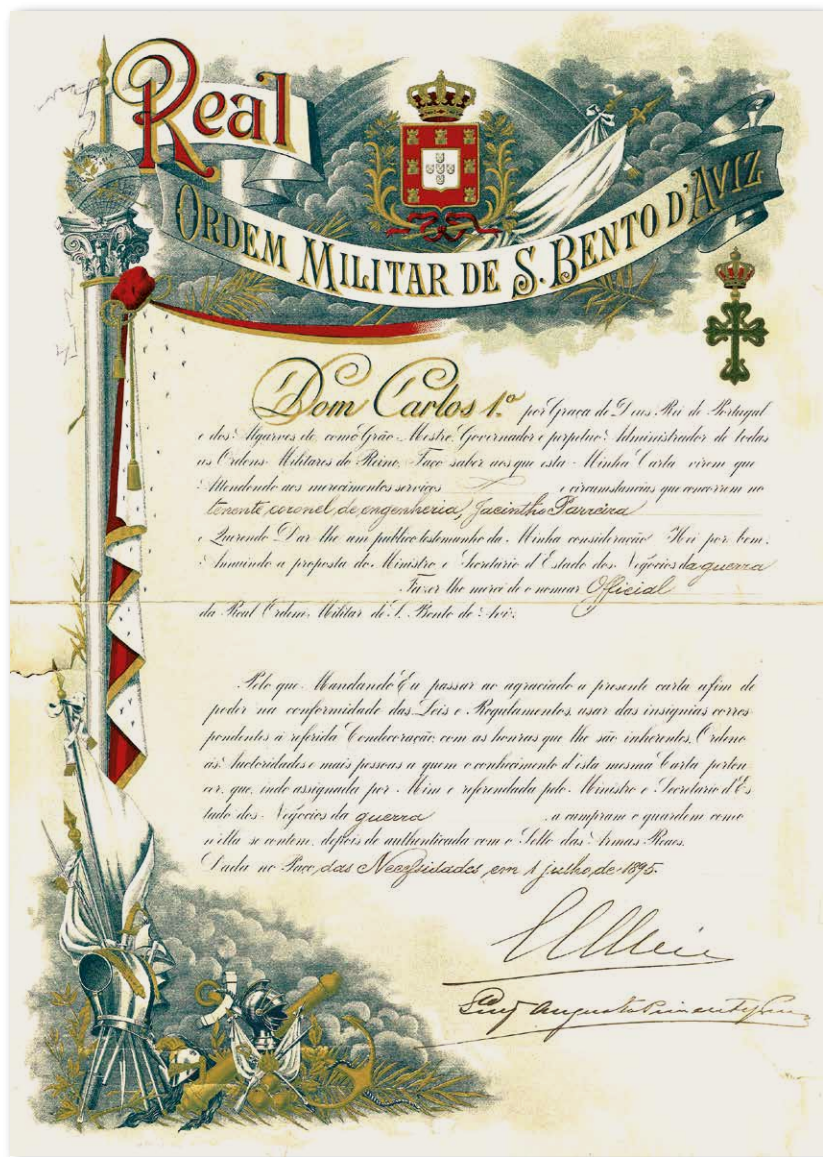 Real
ORDEM MILITAR DE S. BENTO D'AVIZ
Dom Carlos 1.º por Graça de Deus, Rei de Portugal
e dos Algarves etc. como Grão-Mestre, Governador e perpetuo Administrador de todas
as Ordens Militares do Reino, Faço saber aos que esta Minha Carta virem que
Attendendo aos merecimentos serviços e circumstancias que concorrem no
tenente coronel de engenheria, Jacintho Parreira
e Querendo Dar-lhe um publico testemunho da Minha consideração Hei por bem,
Annuindo a proposta do Ministro e Secretario d'Estado dos Negocios da guerra
Fazer-lhe mercê de o nomear Official
da Real Ordem Militar de S. Bento de Aviz.
Pelo que Mandando Eu passar ao agraciado a presente carta afim de
poder na conformidade das Leis e Regulamentos, usar das insignias corres
pondentes á referida Condecoração, com as honras que lhe são inherentes, Ordeno
ás Auctoridades e mais pessoas a quem o conhecimento d'esta mesma Carta perten
cer, que, indo assignada por Mim e referendada pelo Ministro e Secretario d'Es
tado dos Negocios da guerra a cumpram e guardem como
n'ella se contem, depois de authenticada com o Sello das Armas Reaes.
Dada no Paço das Necessidades, em 1 julho de 1895.
Augusto Pimentel